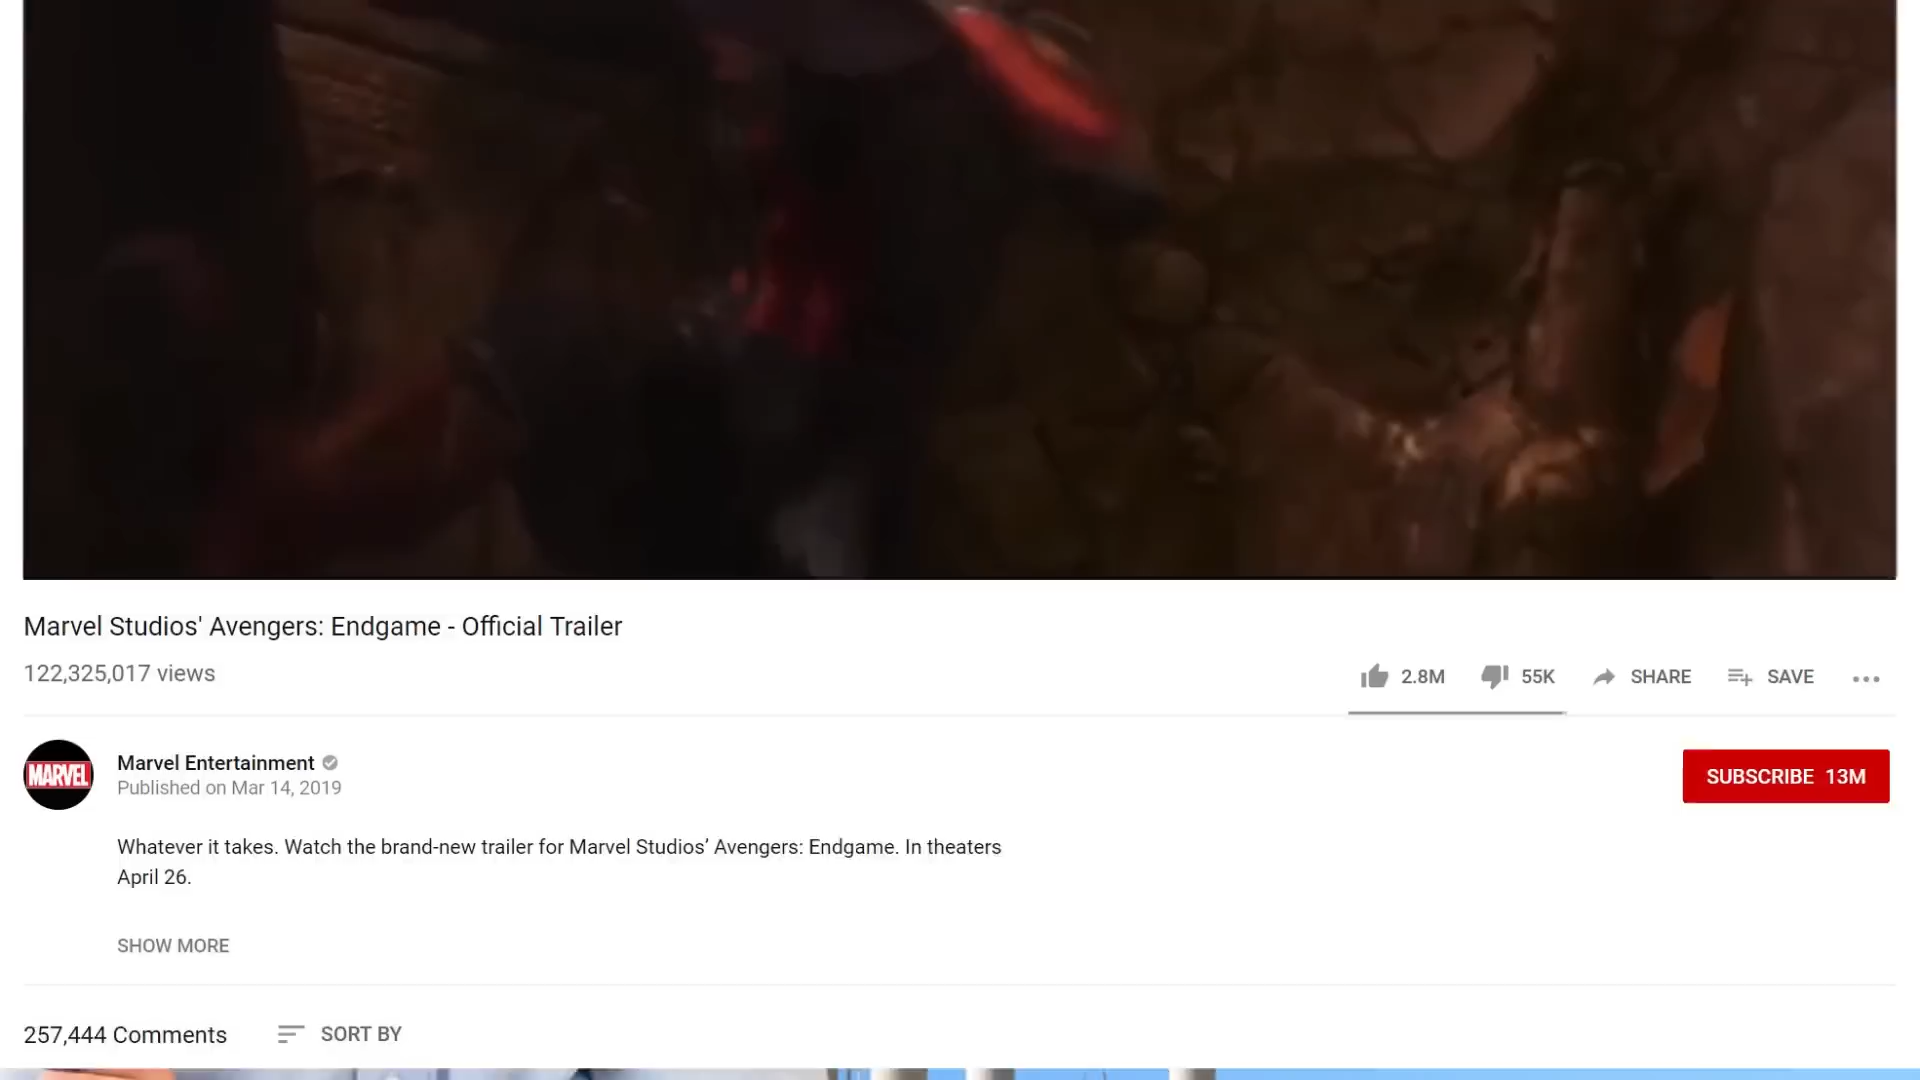 Marvel Studios' Avengers: Endgame - Official Trailer
122,325,017 views
2.8M 55K SHARE SAVE
MARVEL
Marvel Entertainment
Published on Mar 14, 2019
SUBSCRIBE 13M
Whatever it takes. Watch the brand-new trailer for Marvel Studios’ Avengers: Endgame. In theaters
April 26.
SHOW MORE
257,444 Comments SORT BY